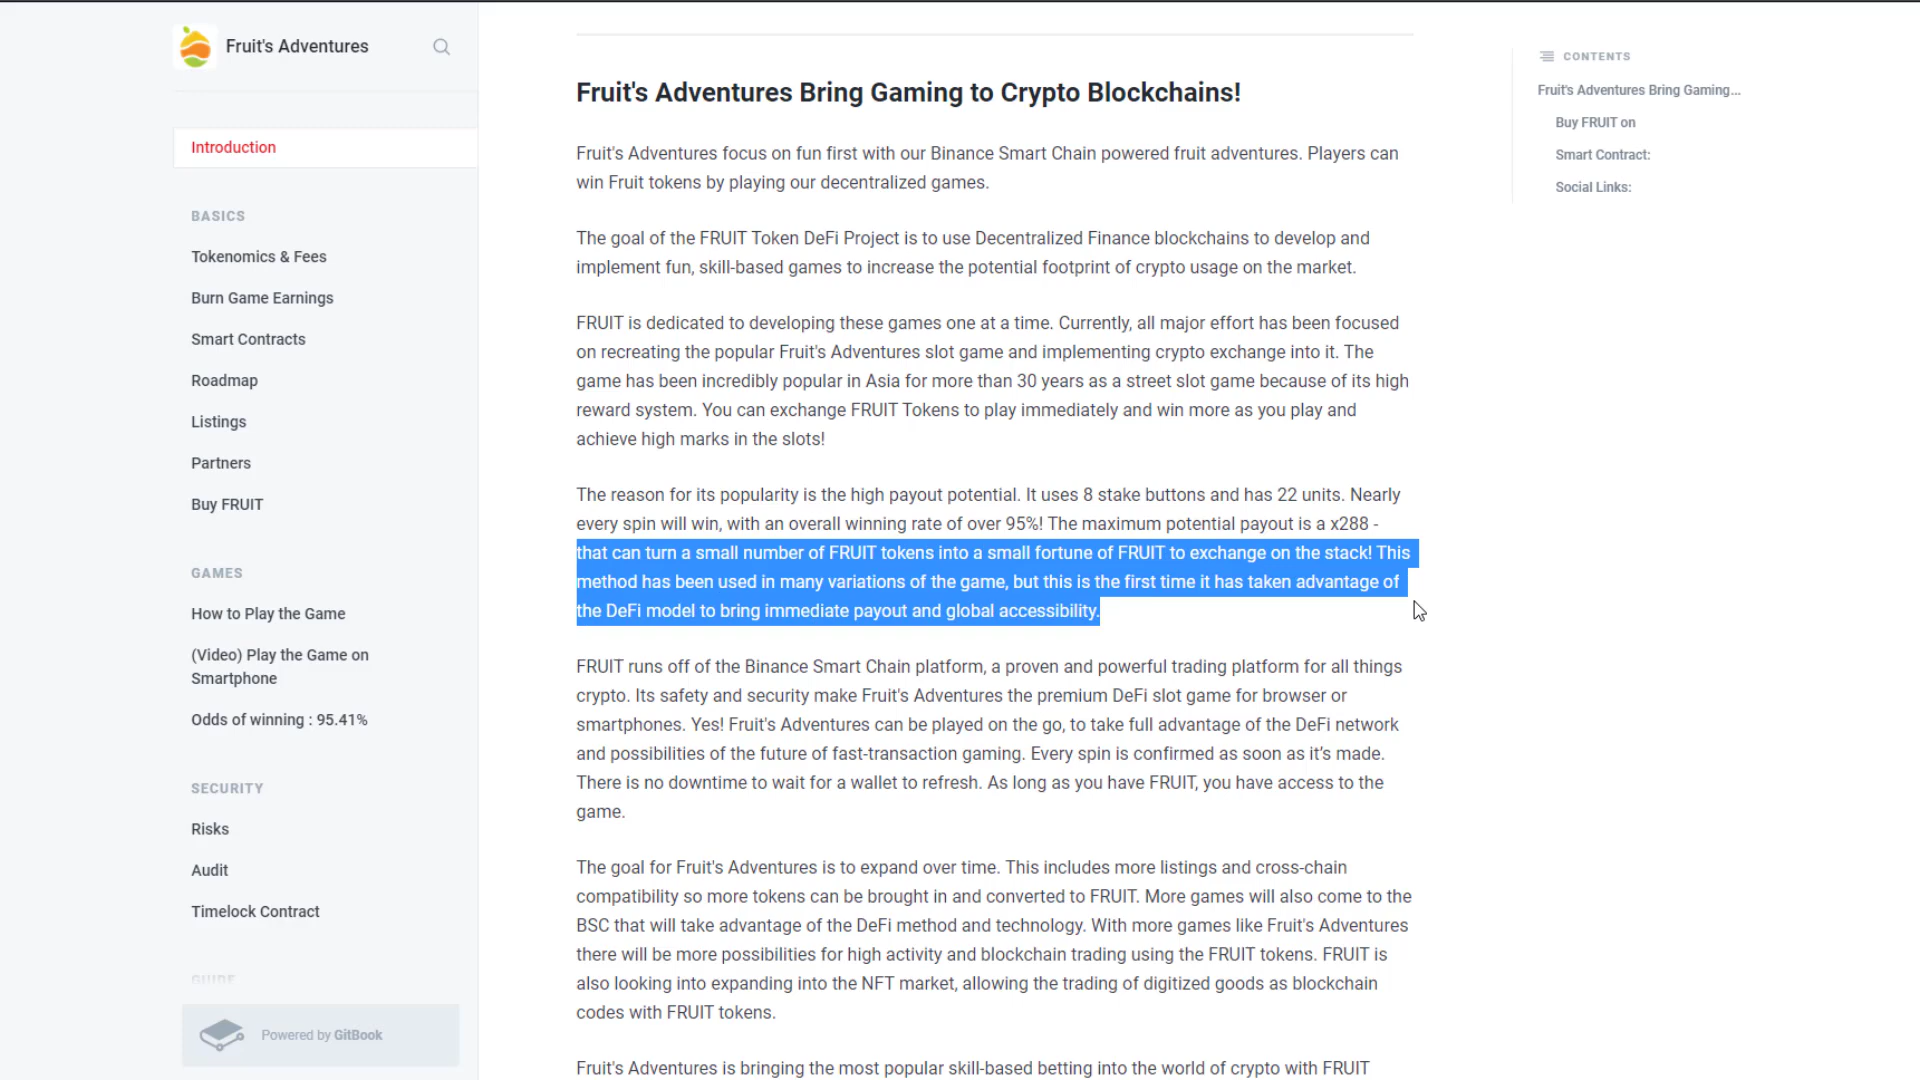 Fruit's Adventures
Introduction
BASICS
Tokenomics & Fees
Burn Game Earnings
Smart Contracts
Roadmap
Listings
Partners
Buy FRUIT
GAMES
How to Play the Game
(Video) Play the Game on
Smartphone
Odds of winning : 95.41%
SECURITY
Risks
Audit
Timelock Contract
GUIDE
Powered by GitBook
Fruit's Adventures Bring Gaming to Crypto Blockchains!
Fruit's Adventures focus on fun first with our Binance Smart Chain powered fruit adventures. Players can
win Fruit tokens by playing our decentralized games.
The goal of the FRUIT Token DeFi Project is to use Decentralized Finance blockchains to develop and
implement fun, skill-based games to increase the potential footprint of crypto usage on the market.
FRUIT is dedicated to developing these games one at a time. Currently, all major effort has been focused
on recreating the popular Fruit's Adventures slot game and implementing crypto exchange into it. The
game has been incredibly popular in Asia for more than 30 years as a street slot game because of its high
reward system. You can exchange FRUIT Tokens to play immediately and win more as you play and
achieve high marks in the slots!
The reason for its popularity is the high payout potential. It uses 8 stake buttons and has 22 units. Nearly
every spin will win, with an overall winning rate of over 95%! The maximum potential payout is a x288 -
that can turn a small number of FRUIT tokens into a small fortune of FRUIT to exchange on the stack! This
method has been used in many variations of the game, but this is the first time it has taken advantage of
the DeFi model to bring immediate payout and global accessibility.
FRUIT runs off of the Binance Smart Chain platform, a proven and powerful trading platform for all things
crypto. Its safety and security make Fruit's Adventures the premium DeFi slot game for browser or
smartphones. Yes! Fruit's Adventures can be played on the go, to take full advantage of the DeFi network
and possibilities of the future of fast-transaction gaming. Every spin is confirmed as soon as it’s made.
There is no downtime to wait for a wallet to refresh. As long as you have FRUIT, you have access to the
game.
The goal for Fruit's Adventures is to expand over time. This includes more listings and cross-chain
compatibility so more tokens can be brought in and converted to FRUIT. More games will also come to the
BSC that will take advantage of the DeFi method and technology. With more games like Fruit's Adventures
there will be more possibilities for high activity and blockchain trading using the FRUIT tokens. FRUIT is
also looking into expanding into the NFT market, allowing the trading of digitized goods as blockchain
codes with FRUIT tokens.
Fruit's Adventures is bringing the most popular skill-based betting into the world of crypto with FRUIT
CONTENTS
Fruit's Adventures Bring Gaming...
Buy FRUIT on
Smart Contract:
Social Links: